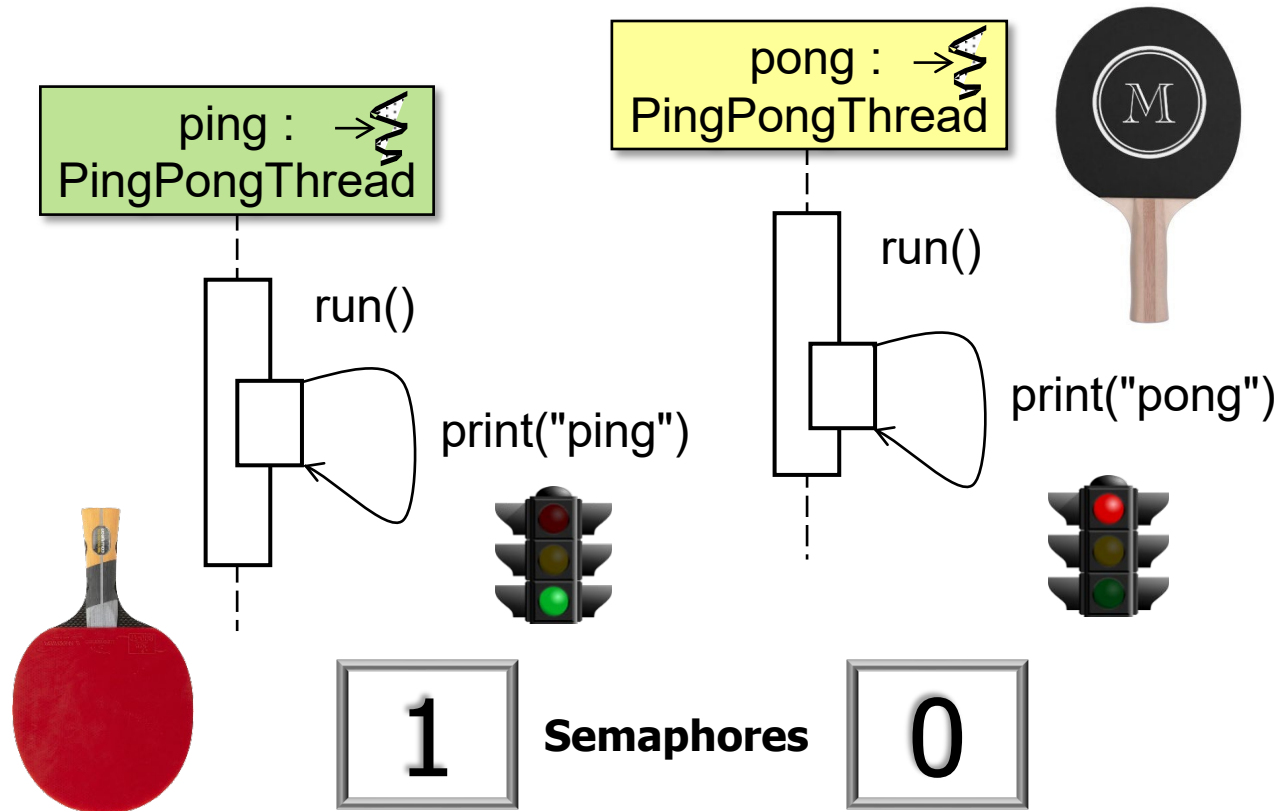 ping :
PingPongThread
run()
print("ping")
pong :
PingPongThread
M
run()
print("pong")
1
Semaphores
0